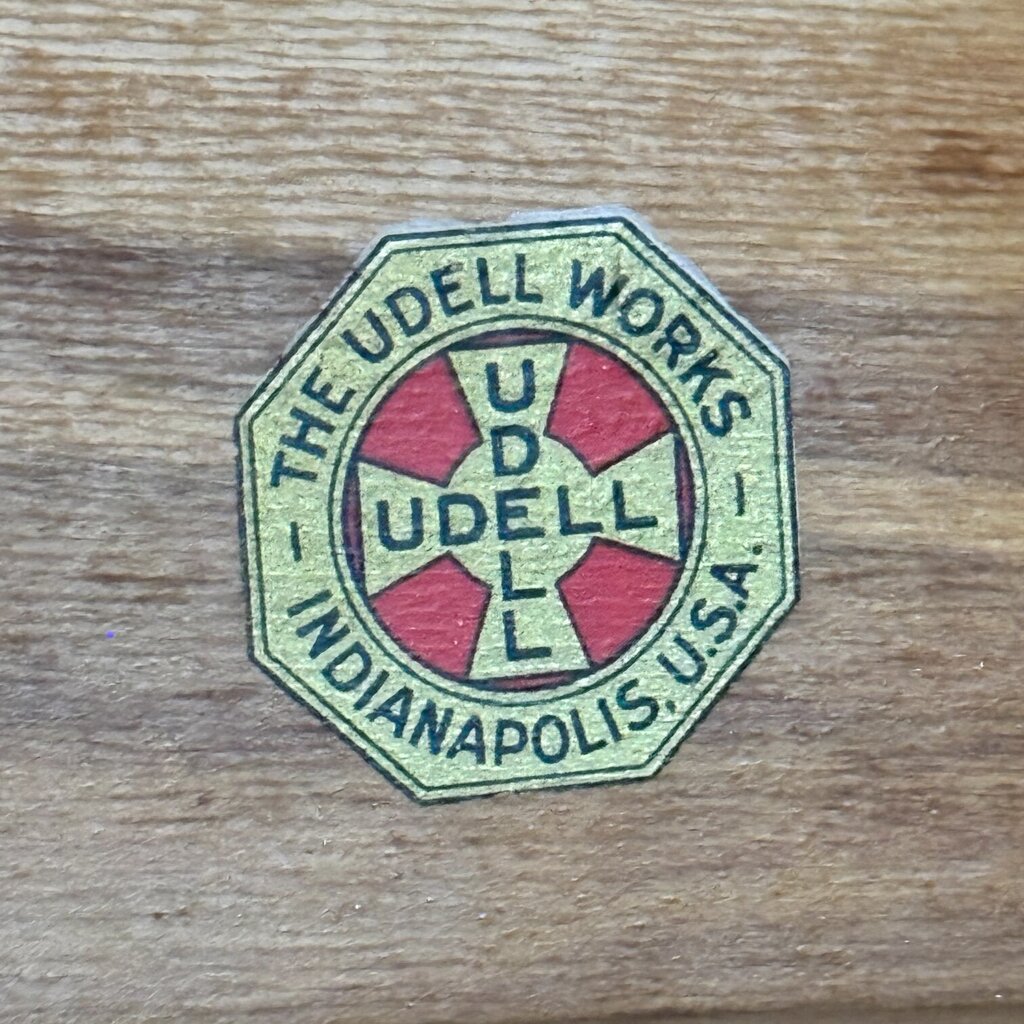 THE UDELL WORKS
UDELL
UDELL
– INDIANAPOLIS, U.S.A. –